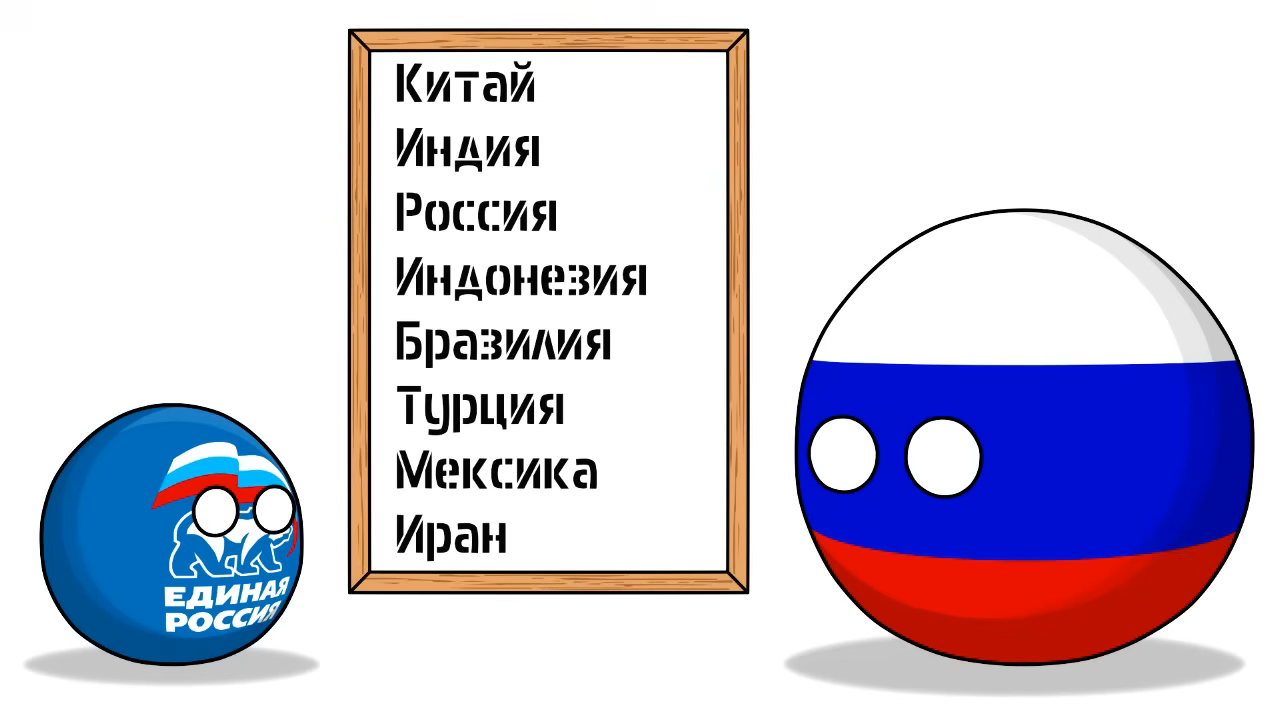 Китай
Индия
Россия
Индонезия
Бразилия
Турция
Мексика
Иран
ЕДИНАЯ
РОССИЯ